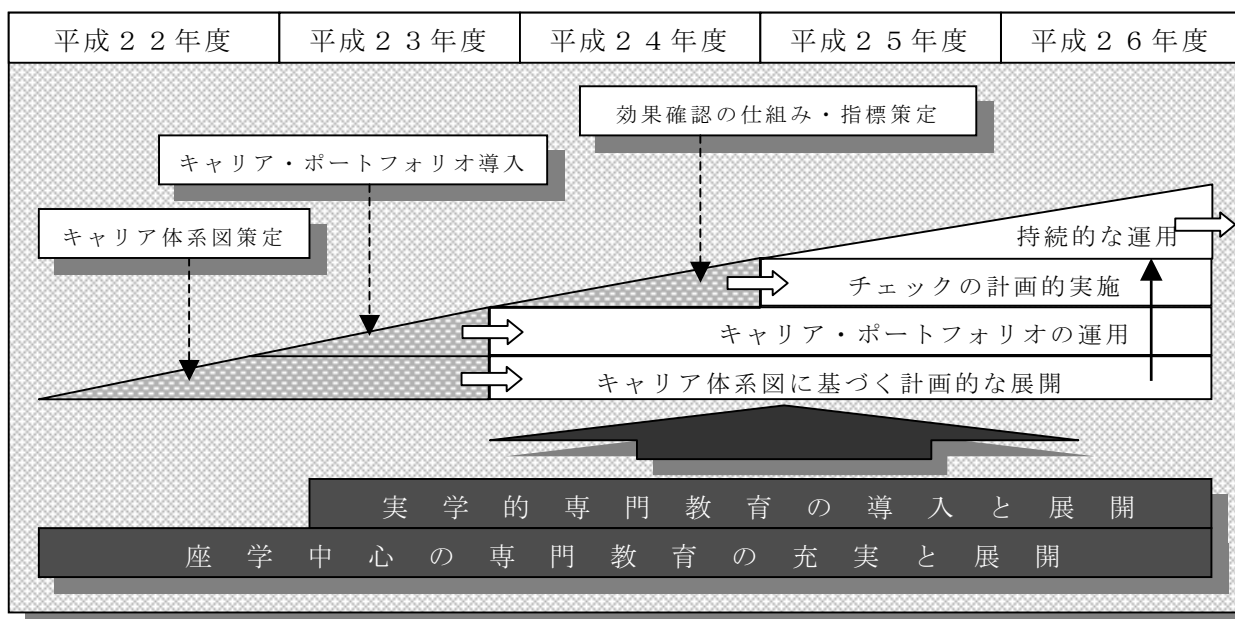 平成２２年度
平成２３年度
平成２４年度
平成２５年度
平成２６年度
効果確認の仕組み・指標策定
キャリア・ポートフォリオ導入
キャリア体系図策定
持続的な運用
チェックの計画的実施
キャリア・ポートフォリオの運用
キャリア体系図に基づく計画的な展開
実学的専門教育の導入と展開
座学中心の専門教育の充実と展開